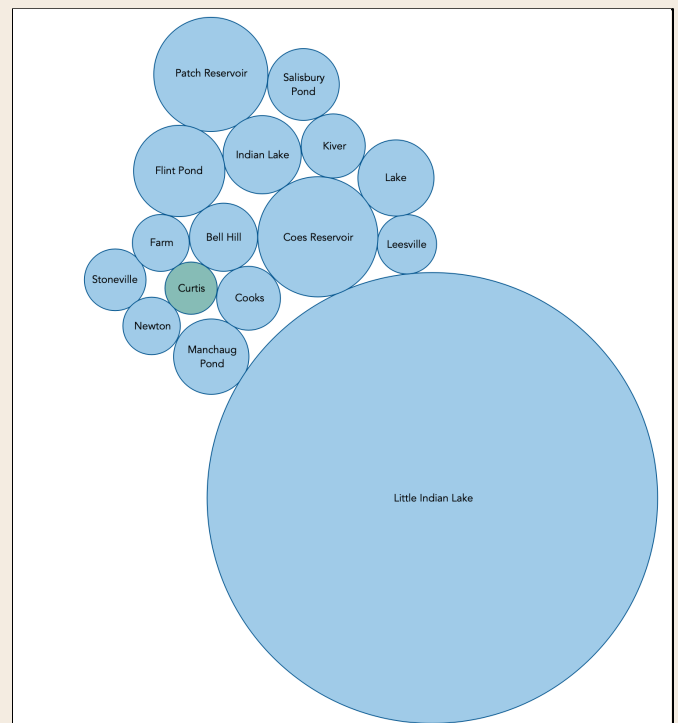 Patch Reservoir
Salisbury
Pond
Kiver
Indian Lake
Flint Pond
Lake
Coes Reservoir
Bell Hill
Farm
Leesville
Stoneville
Curtis
Cooks
Newton
Manchaug
Pond
Little Indian Lake